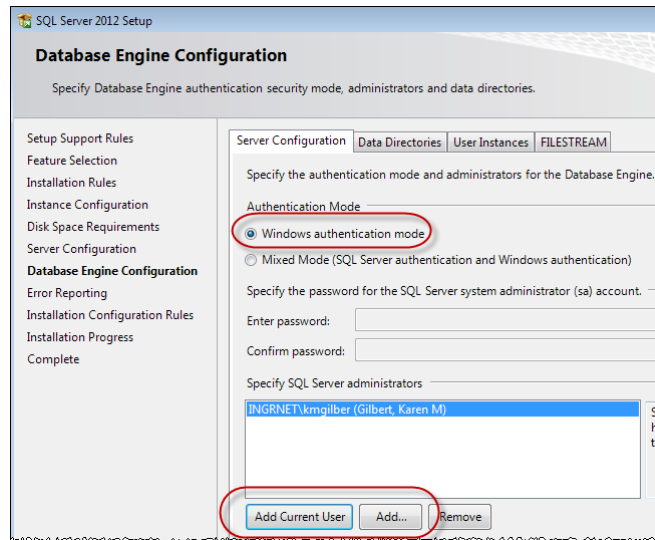 SQL Server 2012 Setup
Database Engine Configuration
Specify Database Engine authentication security mode, administrators and data directories.
Setup Support Rules
Feature Selection
Installation Rules
Instance Configuration
Disk Space Requirements
Server Configuration
Database Engine Configuration
Error Reporting
Installation Configuration Rules
Installation Progress
Complete
Server Configuration Data Directories User Instances FILESTREAM
Specify the authentication mode and administrators for the Database Engine.
Authentication Mode
Windows authentication mode
Mixed Mode (SQL Server authentication and Windows authentication)
Specify the password for the SQL Server system administrator (sa) account.
Enter password:
Confirm password:
Specify SQL Server administrators
INGRNET\kmgilber (Gilbert, Karen M)
Add Current User Add... Remove